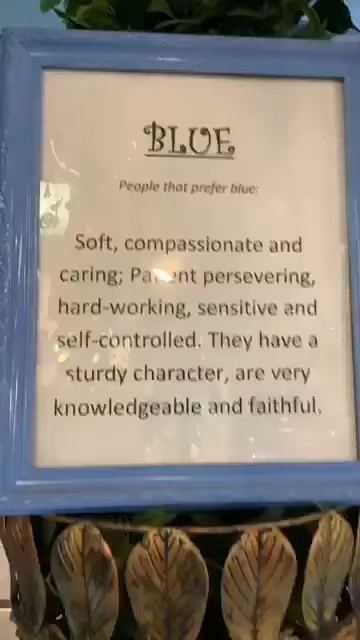 BLUE
People that prefer blue:
Soft, compassionate and
caring; persevering,
hard-working, sensitive and
self-controlled. They have a
sturdy character, are very
knowledgeable and faithful.